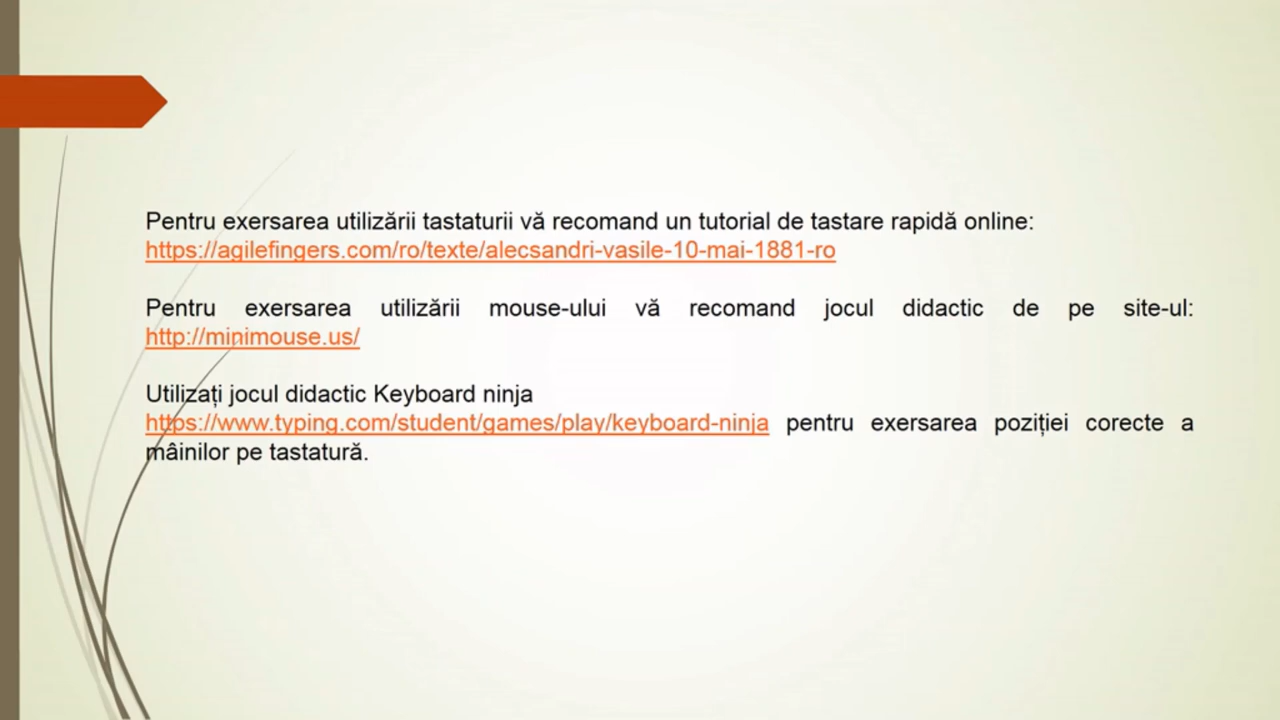 Pentru exersarea utilizării tastaturii vă recomand un tutorial de tastare rapidă online:
https://agilefingers.com/ro/texte/alecsandri-vasile-10-mai-1881-ro
Pentru exersarea utilizării mouse-ului vă recomand jocul didactic de pe site-ul:
http://minimouse.us/
Utilizați jocul didactic Keyboard ninja
https://www.typing.com/student/games/play/keyboard-ninja pentru exersarea poziției corecte a
mâinilor pe tastatură.